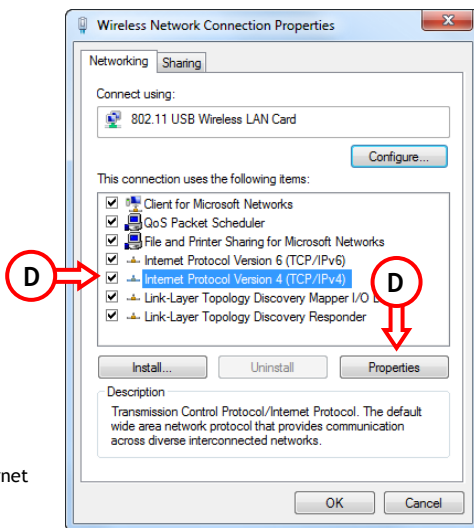 Wireless Network Connection Properties
Networking Sharing
Connect using:
802.11 USB Wireless LAN Card
Configure...
This connection uses the following items:
Client for Microsoft Networks
QoS Packet Scheduler
File and Printer Sharing for Microsoft Networks
Internet Protocol Version 6 (TCP/IPv6)
D Internet Protocol Version 4 (TCP/IPv4) D
Link-Layer Topology Discovery Mapper I/O
Link-Layer Topology Discovery Responder
Install... Uninstall Properties
Description
Transmission Control Protocol/Internet Protocol. The default
wide area network protocol that provides communication
across diverse interconnected networks.
rnet
OK Cancel